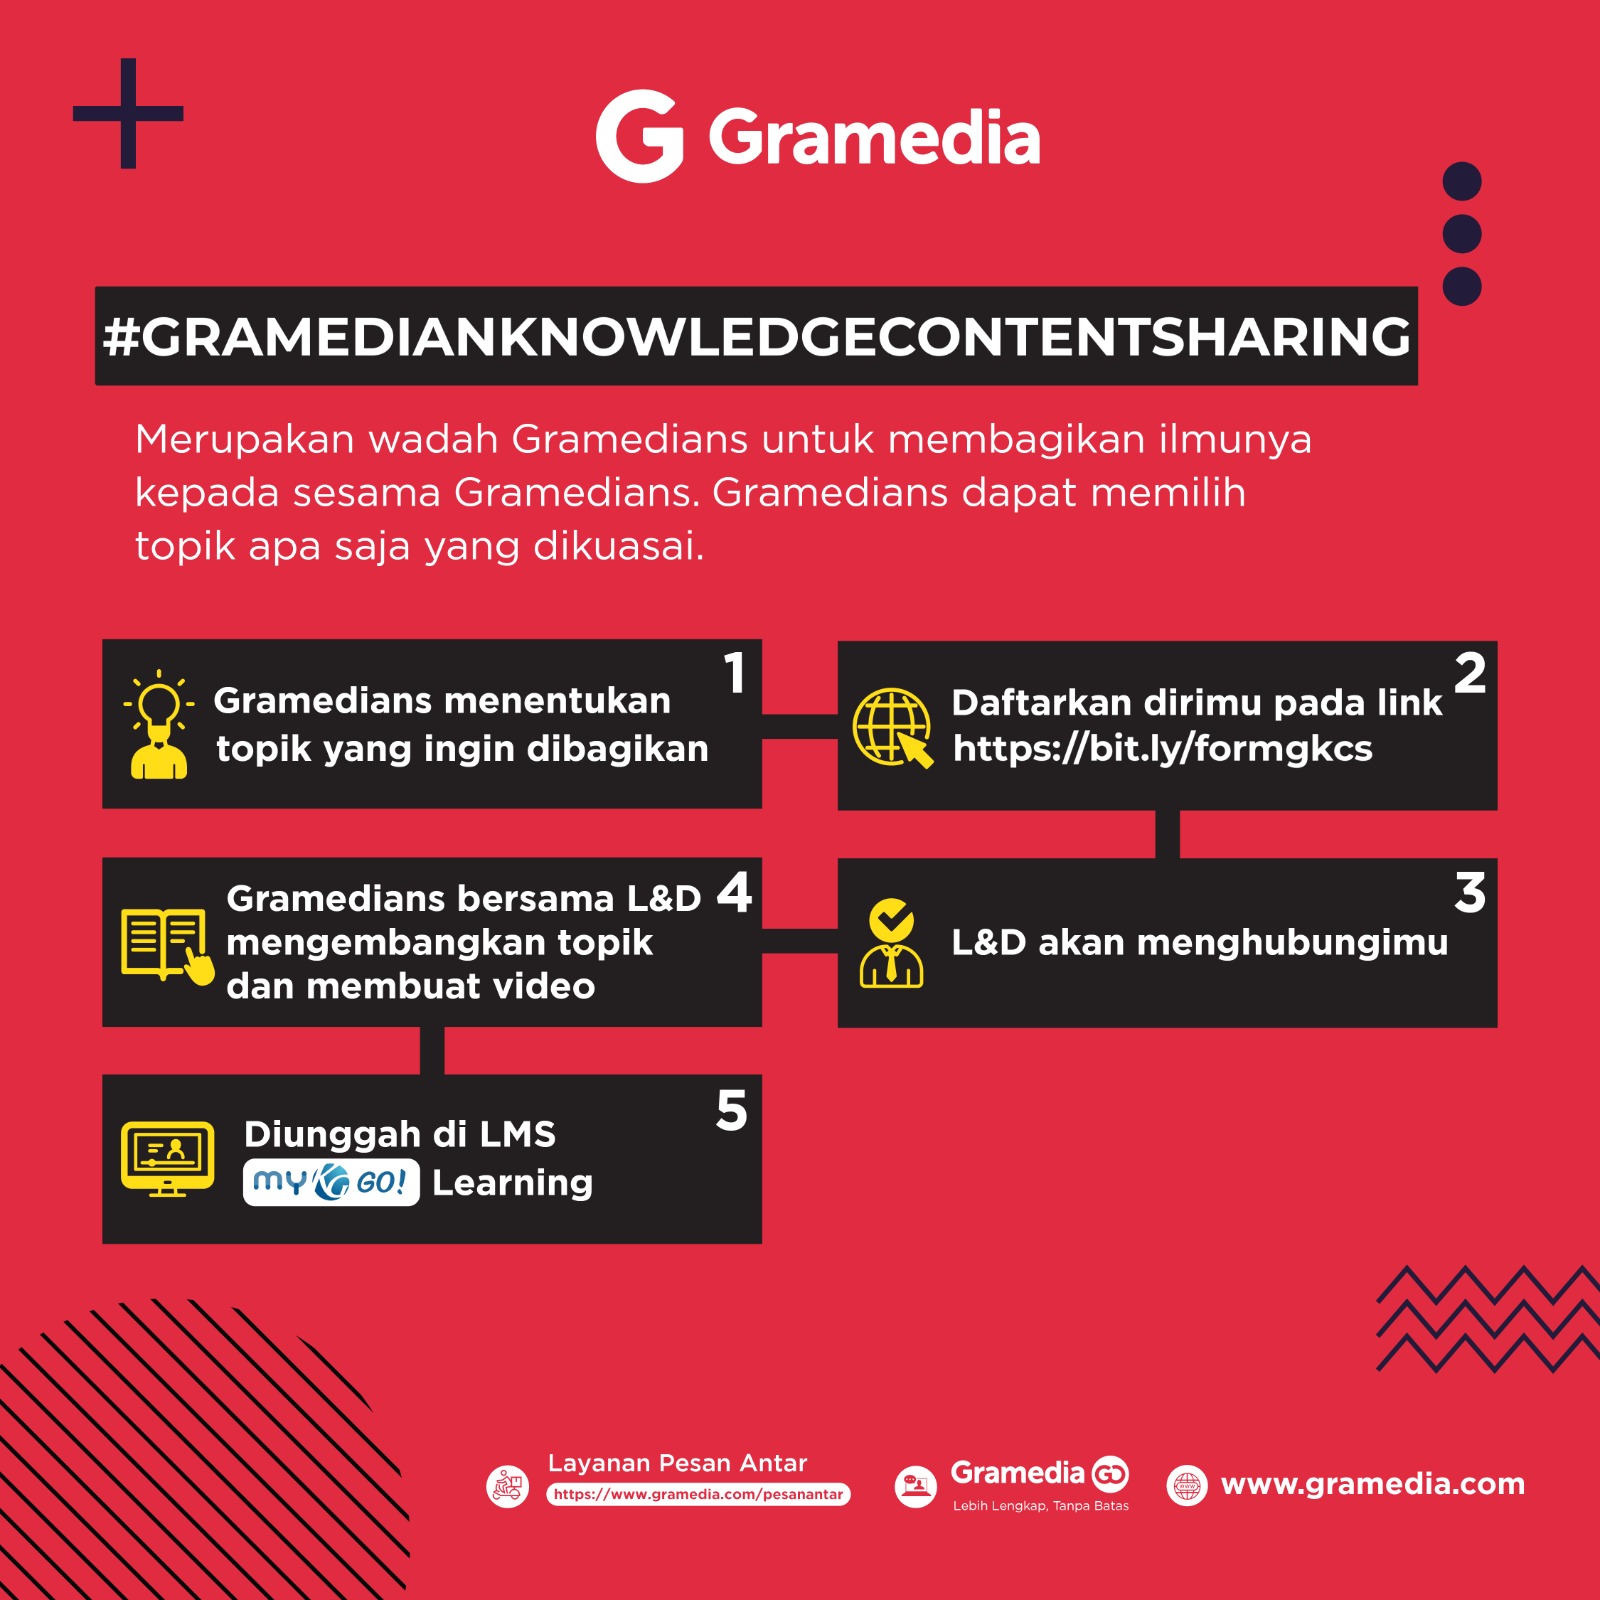 G Gramedia
#GRAMEDIANKNOWLEDGECONTENTSHARING
Merupakan wadah Gramedians untuk membagikan ilmunya
kepada sesama Gramedians. Gramedians dapat memilih
topik apa saja yang dikuasai.
1
Gramedians menentukan
topik yang ingin dibagikan
2
Daftarkan dirimu pada link
https://bit.ly/formgkcs
3
L&D akan menghubungimu
4
Gramedians bersama L&D
mengembangkan topik
dan membuat video
5
Diunggah di LMS
my KG GO! Learning
Layanan Pesan Antar
https://www.gramedia.com/pesanantar
Gramedia GO
Lebih Lengkap, Tanpa Batas
www
www.gramedia.com